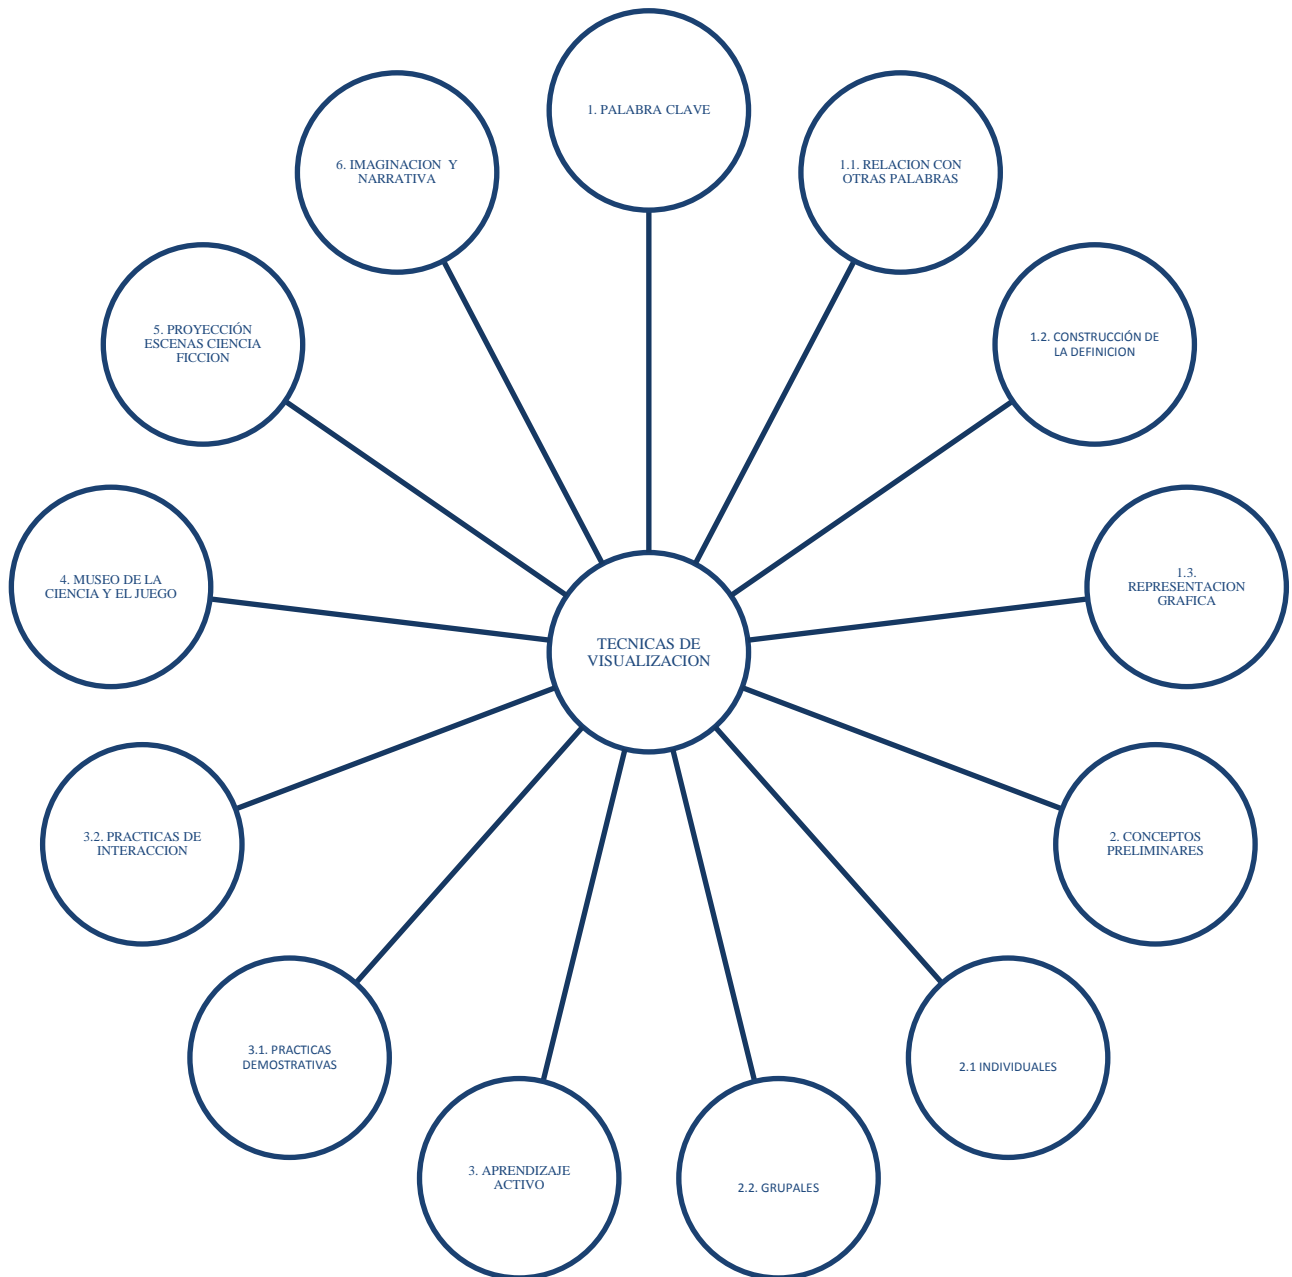 1. PALABRA CLAVE
1.1. RELACION CON
OTRAS PALABRAS
1.2. CONSTRUCCIÓN DE
LA DEFINICION
1.3.
REPRESENTACION
GRAFICA
2. CONCEPTOS
PRELIMINARES
2.1 INDIVIDUALES
2.2. GRUPALES
3. APRENDIZAJE
ACTIVO
3.1. PRACTICAS
DEMOSTRATIVAS
3.2. PRACTICAS DE
INTERACCION
4. MUSEO DE LA
CIENCIA Y EL JUEGO
5. PROYECCIÓN
ESCENAS CIENCIA
FICCION
6. IMAGINACION Y
NARRATIVA
TECNICAS DE
VISUALIZACION